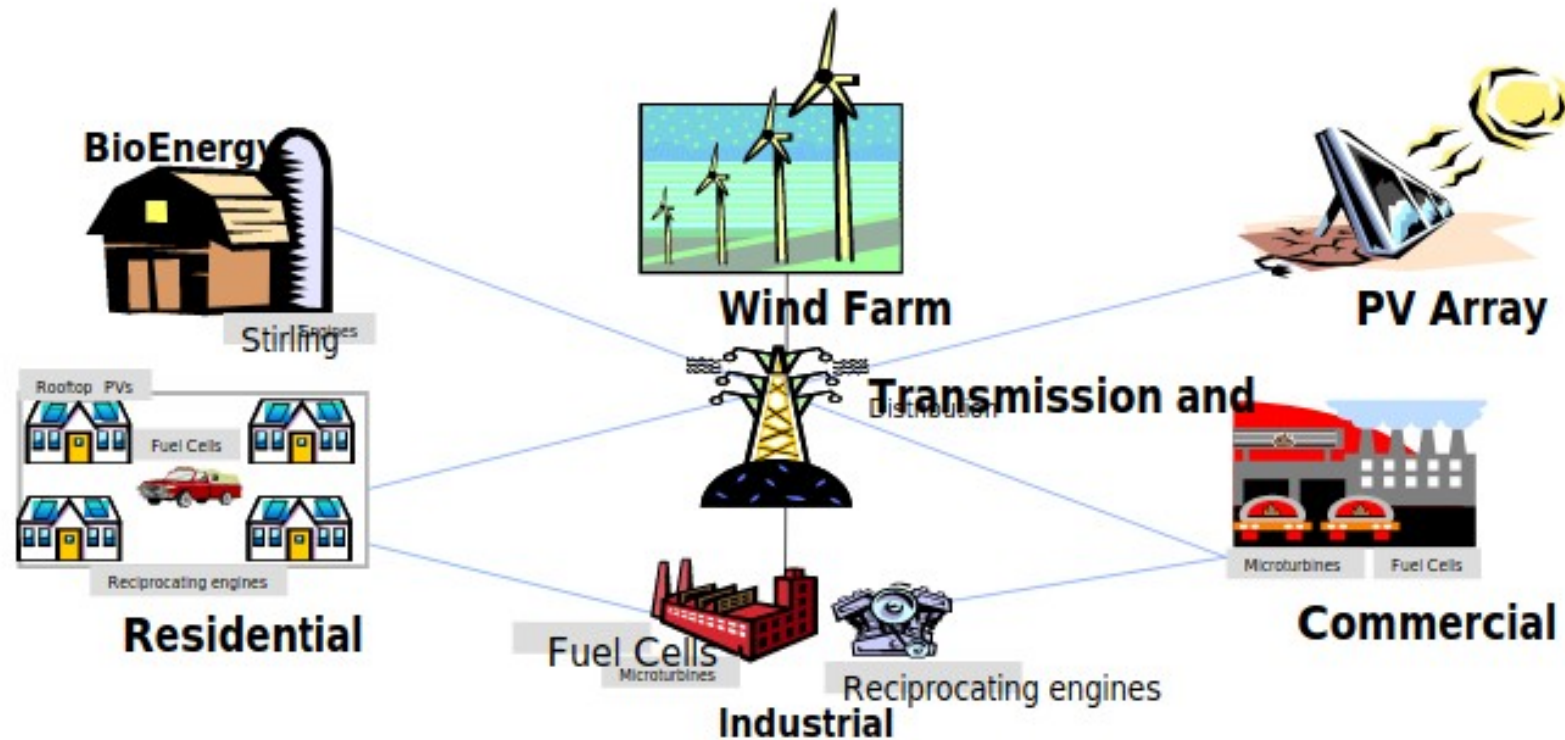 BioEnergy
Stirling
Engines
Wind Farm
PV Array
Transmission and
Distribution
Rooftop PVs
Fuel Cells
Reciprocating engines
Residential
Fuel Cells
Microturbines
Reciprocating engines
Industrial
Microturbines
Fuel Cells
Commercial